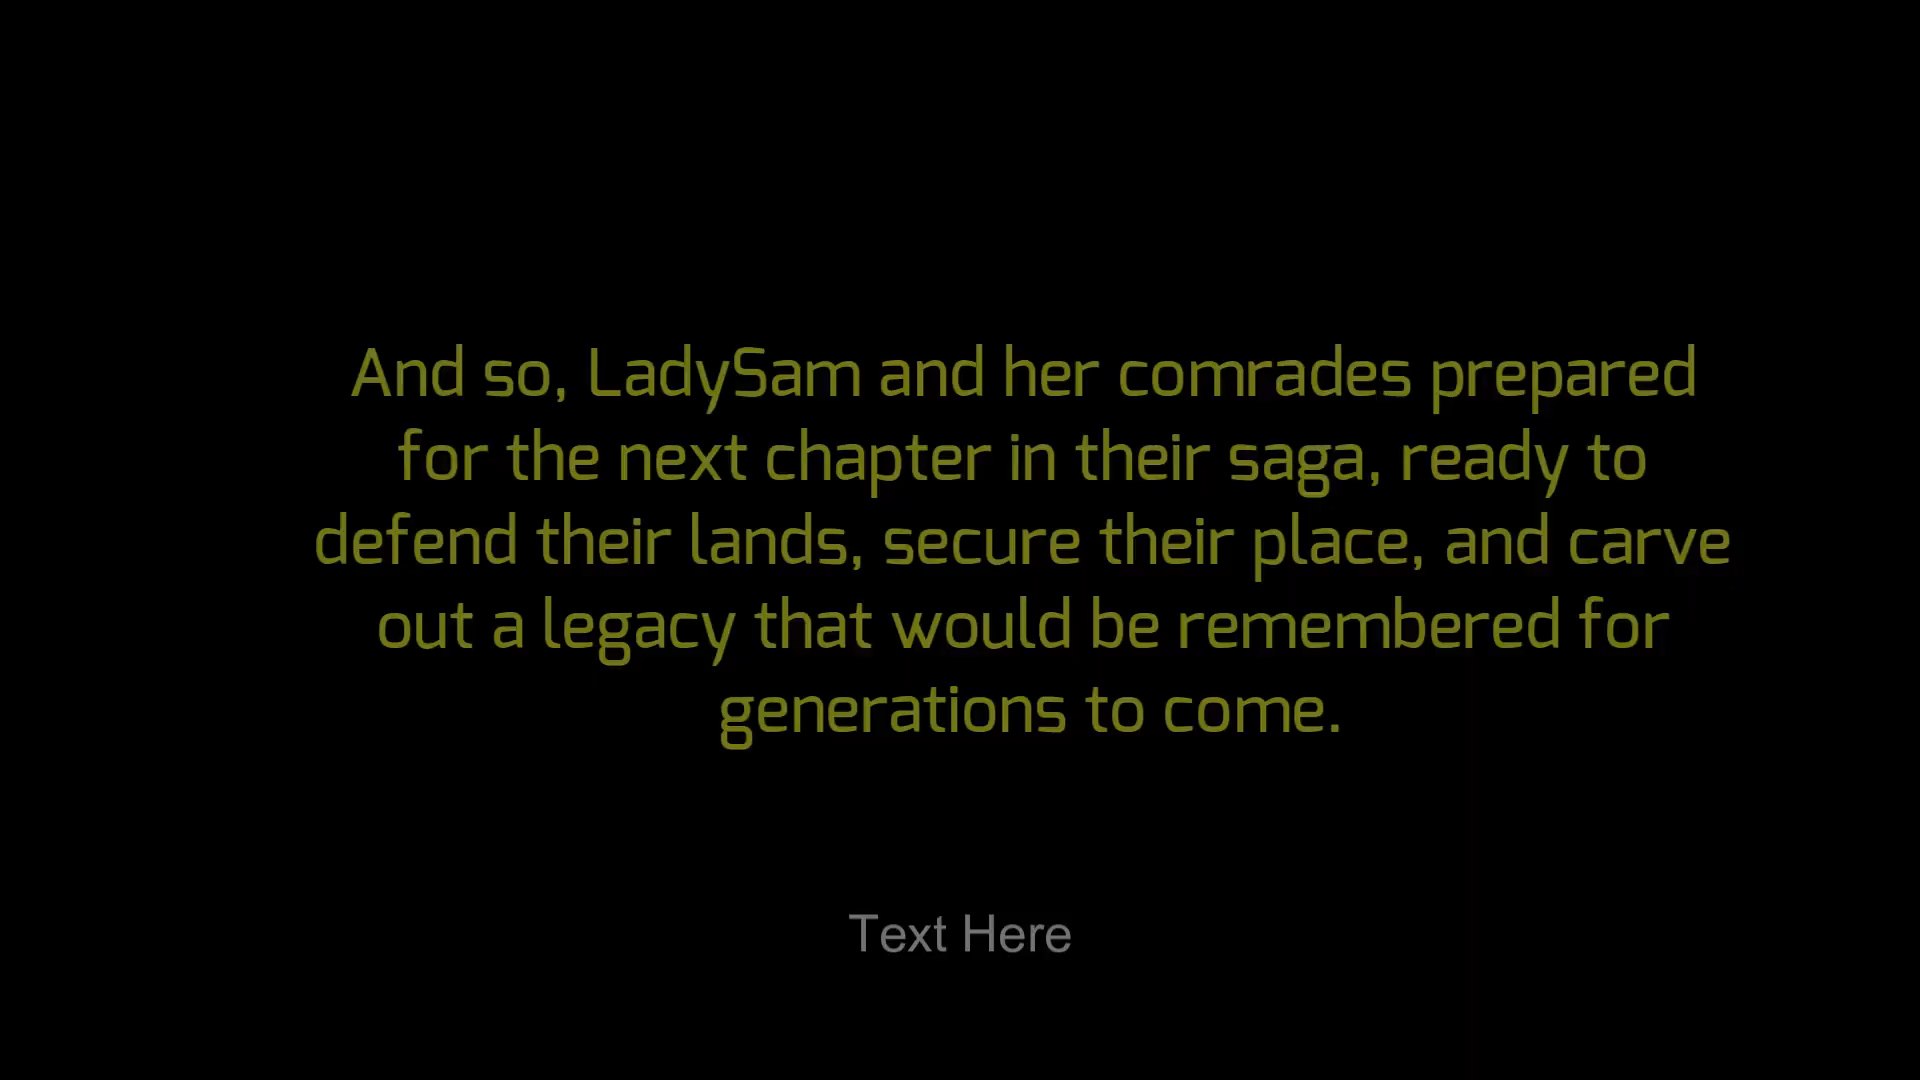 And so, LadySam and her comrades prepared
for the next chapter in their saga, ready to
defend their lands, secure their place, and carve
out a legacy that would be remembered for
generations to come.
Text Here